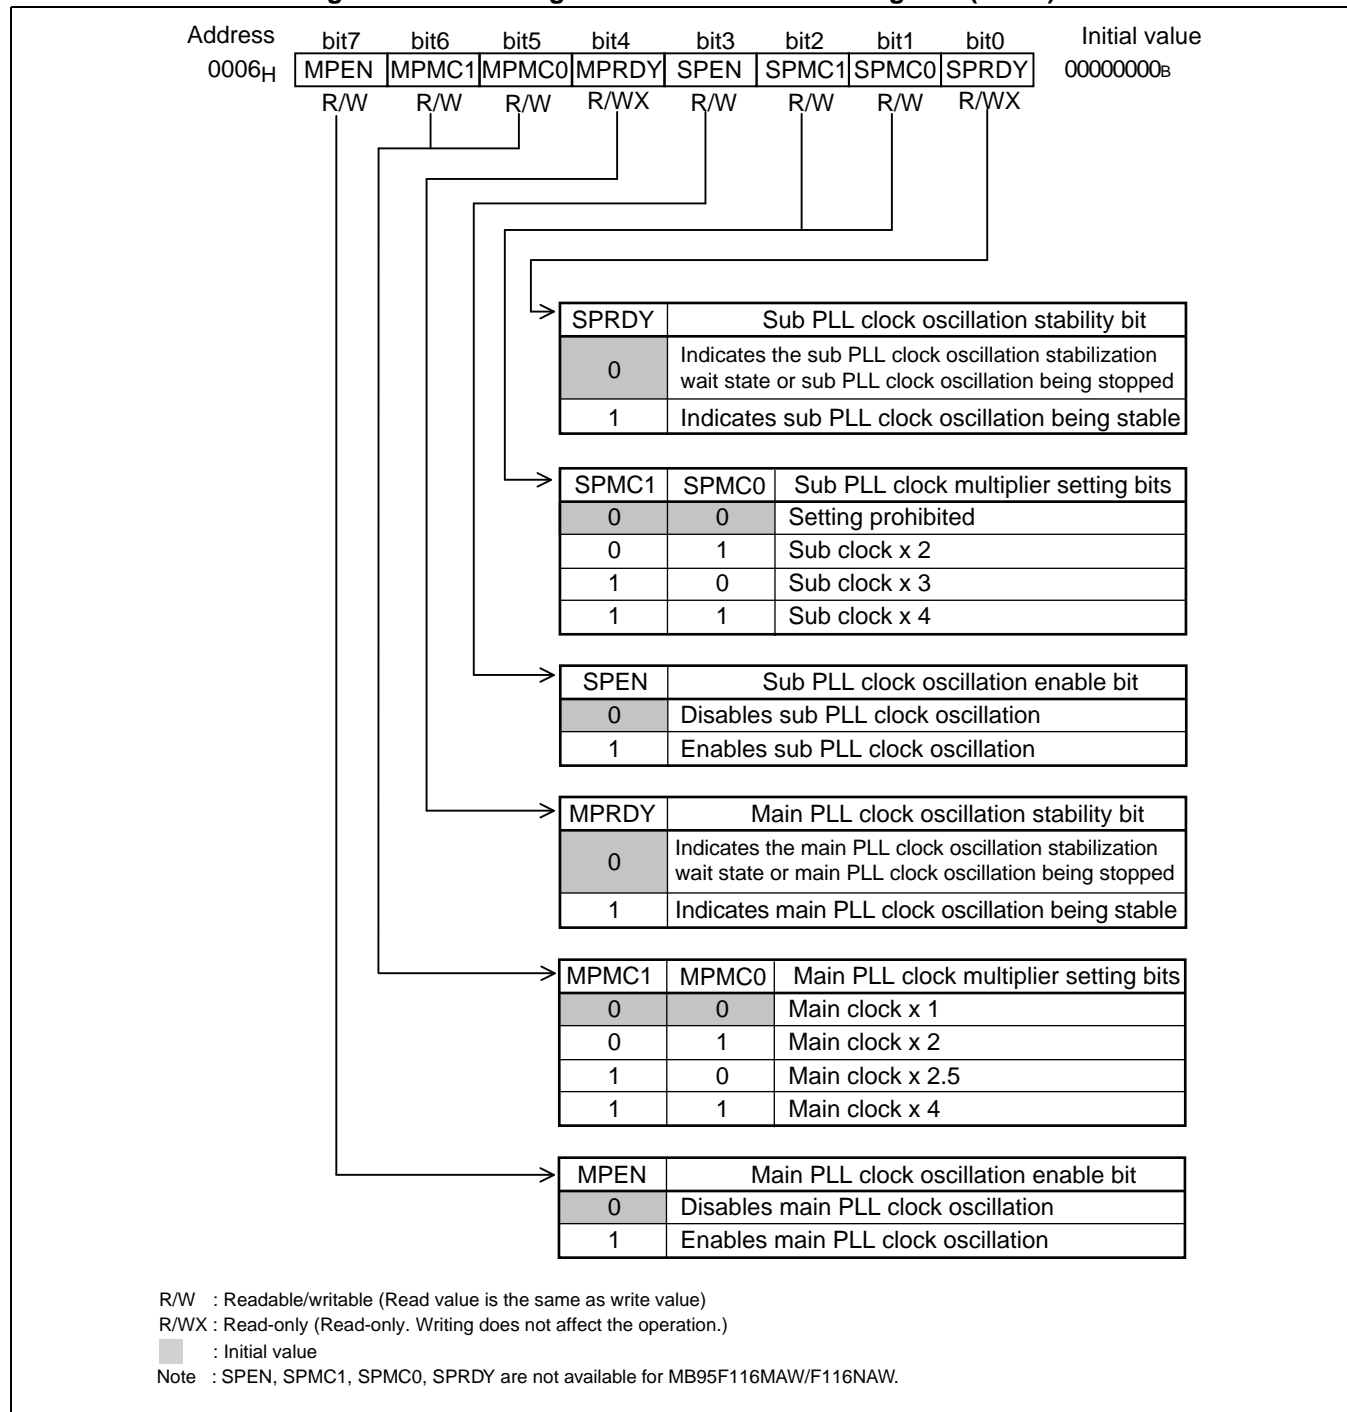 Address bit7 bit6 bit5 bit4 bit3 bit2 bit1 bit0 Initial value
0006H MPEN MPMC1 MPMC0 MPRDY SPEN SPMC1 SPMC0 SPRDY 00000000B
R/W R/W R/W R/WX R/W R/W R/W R/WX
SPRDY Sub PLL clock oscillation stability bit
0 Indicates the sub PLL clock oscillation stabilization
wait state or sub PLL clock oscillation being stopped
1 Indicates sub PLL clock oscillation being stable
SPMC1 SPMC0 Sub PLL clock multiplier setting bits
0 0 Setting prohibited
0 1 Sub clock x 2
1 0 Sub clock x 3
1 1 Sub clock x 4
SPEN Sub PLL clock oscillation enable bit
0 Disables sub PLL clock oscillation
1 Enables sub PLL clock oscillation
MPRDY Main PLL clock oscillation stability bit
0 Indicates the main PLL clock oscillation stabilization
wait state or main PLL clock oscillation being stopped
1 Indicates main PLL clock oscillation being stable
MPMC1 MPMC0 Main PLL clock multiplier setting bits
0 0 Main clock x 1
0 1 Main clock x 2
1 0 Main clock x 2.5
1 1 Main clock x 4
MPEN Main PLL clock oscillation enable bit
0 Disables main PLL clock oscillation
1 Enables main PLL clock oscillation
R/W : Readable/writable (Read value is the same as write value)
R/WX : Read-only (Read-only. Writing does not affect the operation.)
: Initial value
Note : SPEN, SPMC1, SPMC0, SPRDY are not available for MB95F116MAW/F116NAW.